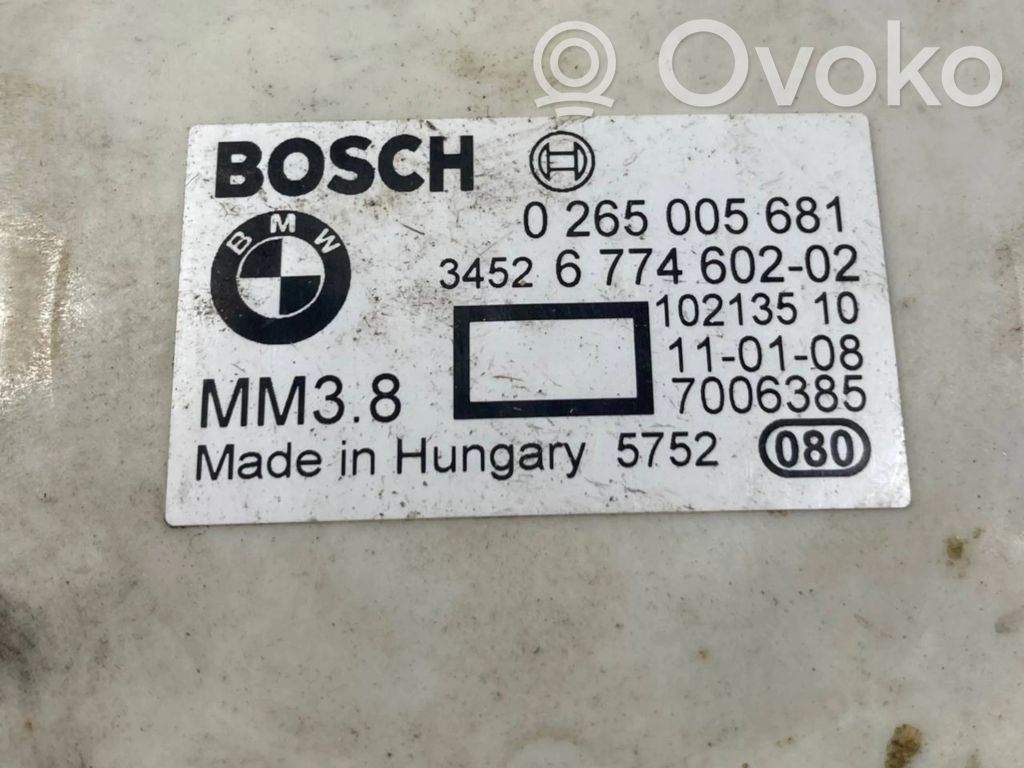 Ovoko
BOSCH
0 265 005 681
BMW
3452 6 774 602-02
102135 10
11-01-08
MM3.8
7006385
Made in Hungary 5752 080